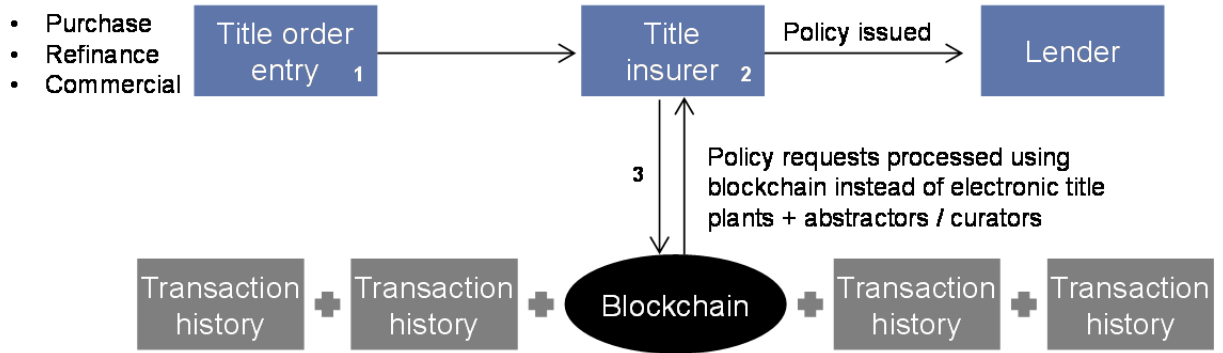 • Purchase
• Refinance
• Commercial
Title order
entry 1
Title
insurer 2
Policy issued
Lender
3
Policy requests processed using
blockchain instead of electronic title
plants + abstractors / curators
Transaction
history
Transaction
history
Blockchain
Transaction
history
Transaction
history